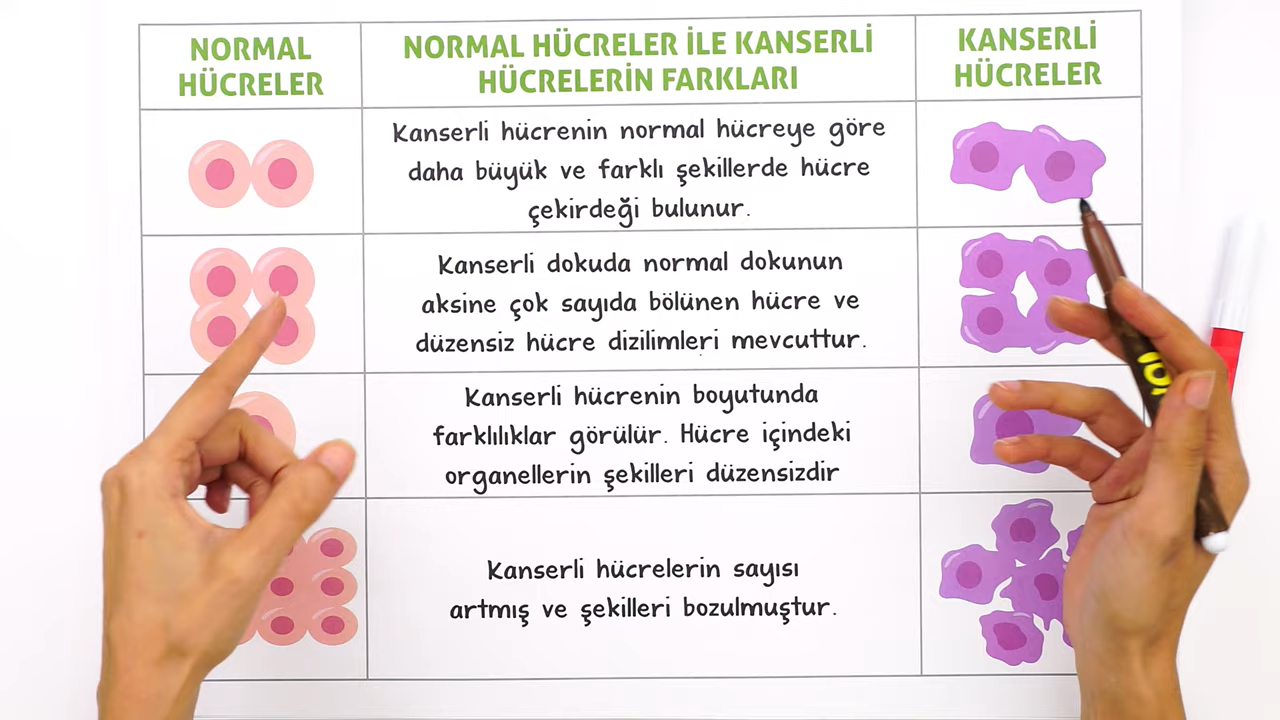 NORMAL
HÜCRELER
NORMAL HÜCRELER İLE KANSERLİ
HÜCRELERİN FARKLARI
KANSERLİ
HÜCRELER
Kanserli hücrenin normal hücreye göre
daha büyük ve farklı şekillerde hücre
çekirdeği bulunur.
Kanserli dokuda normal dokunun
aksine çok sayıda bölünen hücre ve
düzensiz hücre dizilimleri mevcuttur.
Kanserli hücrenin boyutunda
farklılıklar görülür. Hücre içindeki
organellerin şekilleri düzensizdir
Kanserli hücrelerin sayısı
artmış ve şekilleri bozulmuştur.